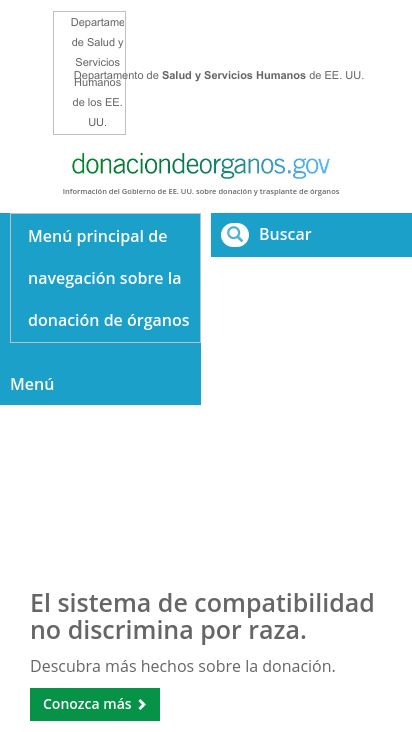 Departame
de Salud y
Servicios
Humanos
de los EE.
UU.
Departamento de Salud y Servicios Humanos de EE. UU.
donaciondeorganos.gov
Información del Gobierno de EE. UU. sobre donación y trasplante de órganos
Menú principal de
navegación sobre la
donación de órganos
Buscar
Menú
El sistema de compatibilidad
no discrimina por raza.
Descubra más hechos sobre la donación.
Conozca más